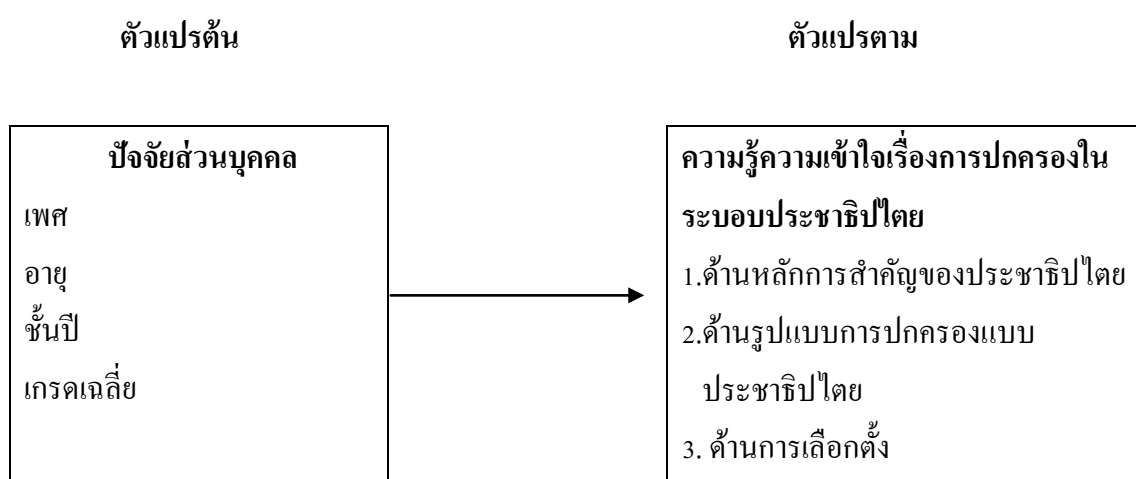 ตัวแปรต้น
ตัวแปรตาม
ปัจจัยส่วนบุคคล
เพศ
อายุ
ชั้นปี
เกรดเฉลี่ย
ความรู้ความเข้าใจเรื่องการปกครองใน
ระบอบประชาธิปไตย
1.ด้านหลักการสำคัญของประชาธิปไตย
2.ด้านรูปแบบการปกครองแบบ
ประชาธิปไตย
3. ด้านการเลือกตั้ง